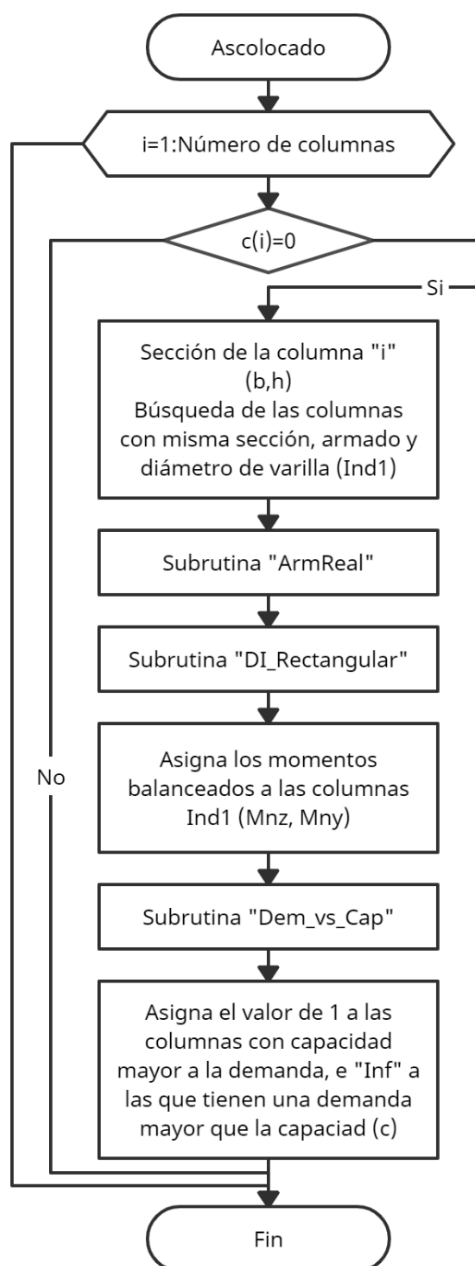 Ascolocado
i=1:Número de columnas
c(i)=0
Si
Sección de la columna "i"
(b,h)
Búsqueda de las columnas
con misma sección, armado y
diámetro de varilla (Ind1)
Subrutina "ArmReal"
Subrutina "DI_Rectangular"
Asigna los momentos
balanceados a las columnas
Ind1 (Mnz, Mny)
No
Subrutina "Dem_vs_Cap"
Asigna el valor de 1 a las
columnas con capacidad
mayor a la demanda, e "Inf" a
las que tienen una demanda
mayor que la capaciad (c)
Fin